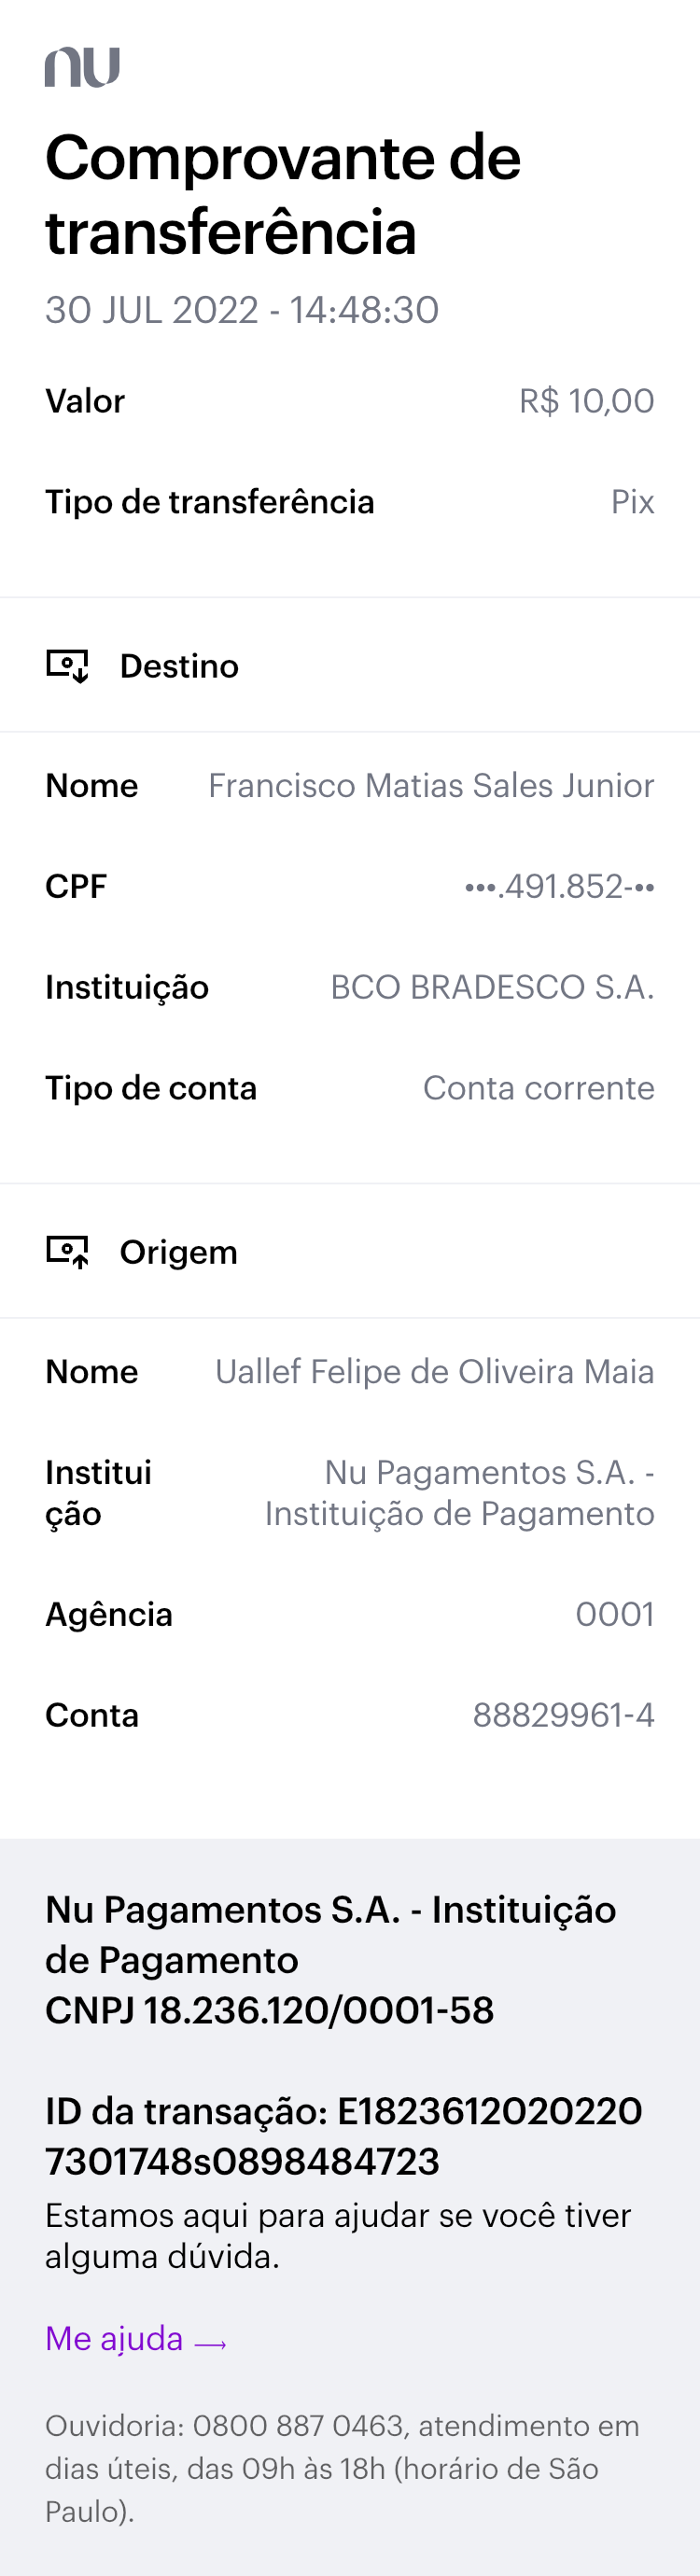 nu
Comprovante de
transferência
30 JUL 2022 - 14:48:30
Valor R$ 10,00
Tipo de transferência Pix
Destino
Nome Francisco Matias Sales Junior
CPF •••.491.852-••
Instituição BCO BRADESCO S.A.
Tipo de conta Conta corrente
Origem
Nome Uallef Felipe de Oliveira Maia
Institui Nu Pagamentos S.A. -
ção Instituição de Pagamento
Agência 0001
Conta 88829961-4
Nu Pagamentos S.A. - Instituição
de Pagamento
CNPJ 18.236.120/0001-58
ID da transação: E1823612020220
7301748s0898484723
Estamos aqui para ajudar se você tiver
alguma dúvida.
Me ajuda →
Ouvidoria: 0800 887 0463, atendimento em
dias úteis, das 09h às 18h (horário de São
Paulo).